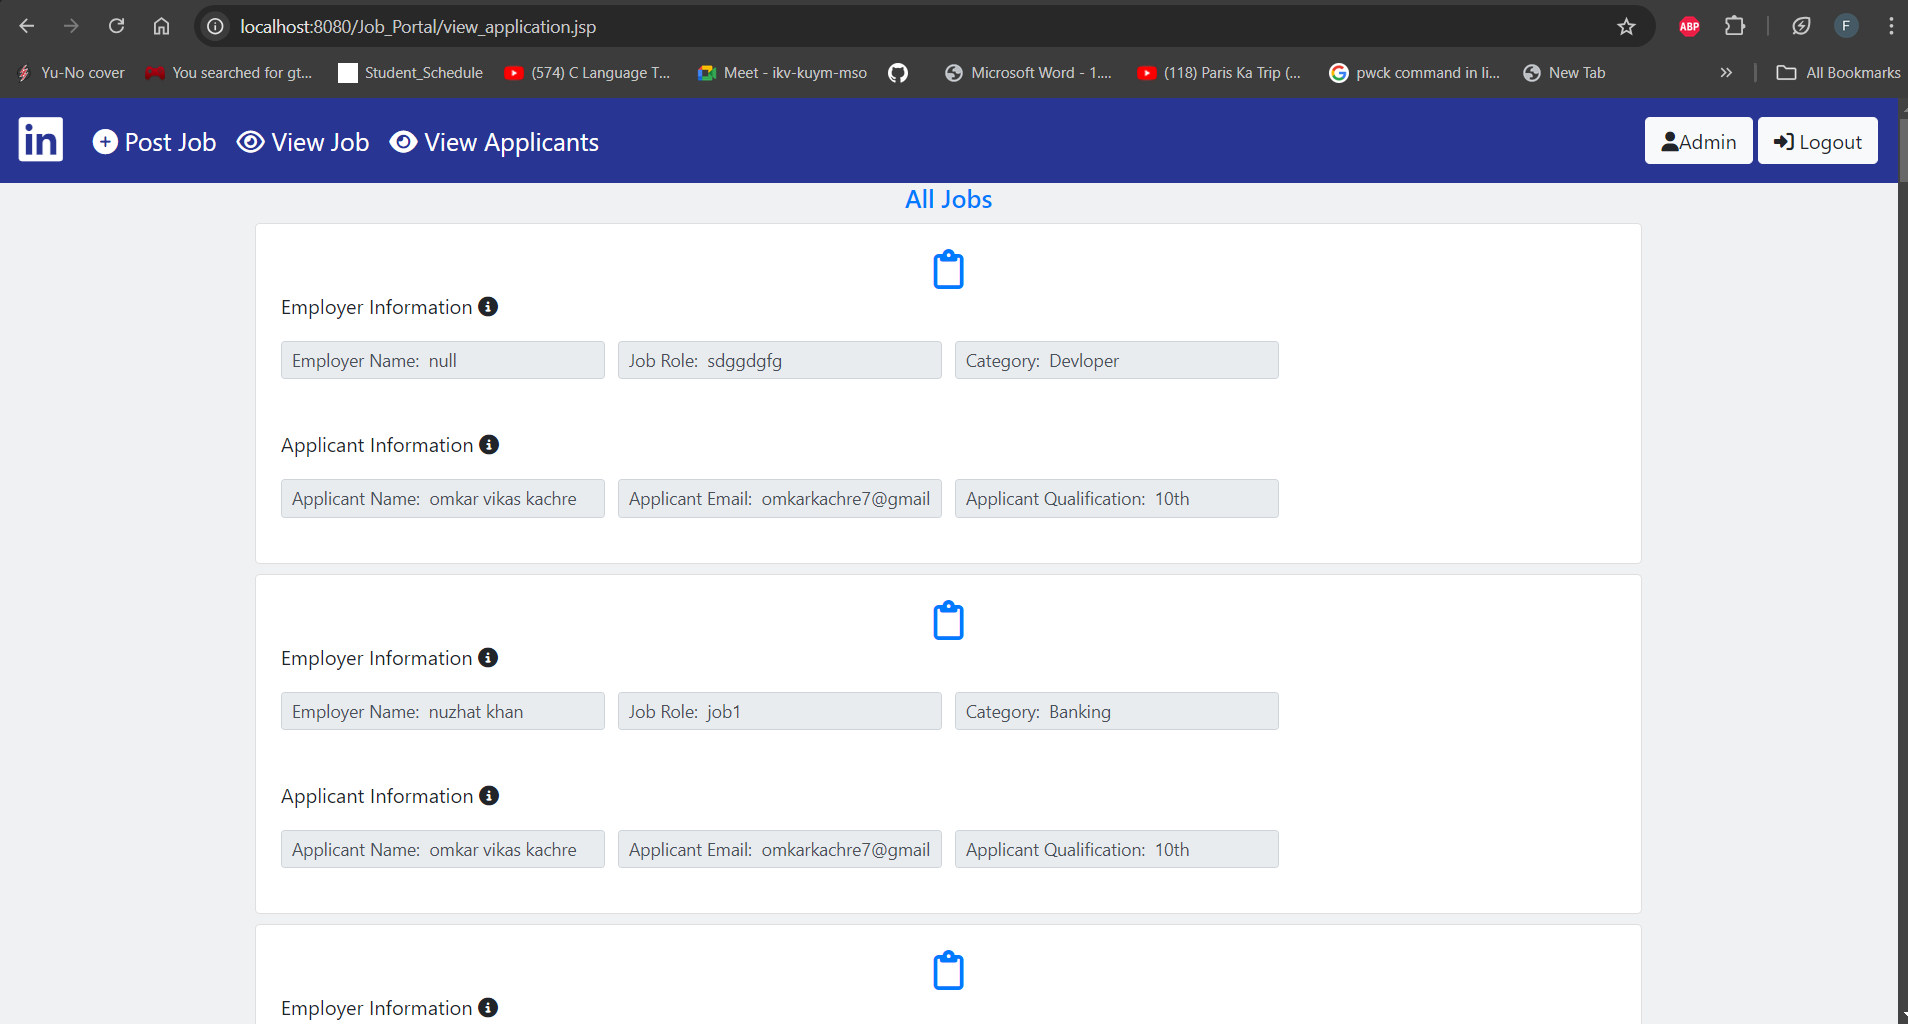 localhost:8080/Job_Portal/view_application.jsp ABP F
Yu-No cover You searched for gt... Student_Schedule (574) C Language T... Meet - ikv-kuym-mso Microsoft Word - 1.... (118) Paris Ka Trip (... pwck command in li... New Tab » All Bookmarks
in Post Job View Job View Applicants Admin Logout
All Jobs
Employer Information
Employer Name: null Job Role: sdggdgfg Category: Devloper
Applicant Information
Applicant Name: omkar vikas kachre Applicant Email: omkarkachre7@gmail Applicant Qualification: 10th
Employer Information
Employer Name: nuzhat khan Job Role: job1 Category: Banking
Applicant Information
Applicant Name: omkar vikas kachre Applicant Email: omkarkachre7@gmail Applicant Qualification: 10th
Employer Information